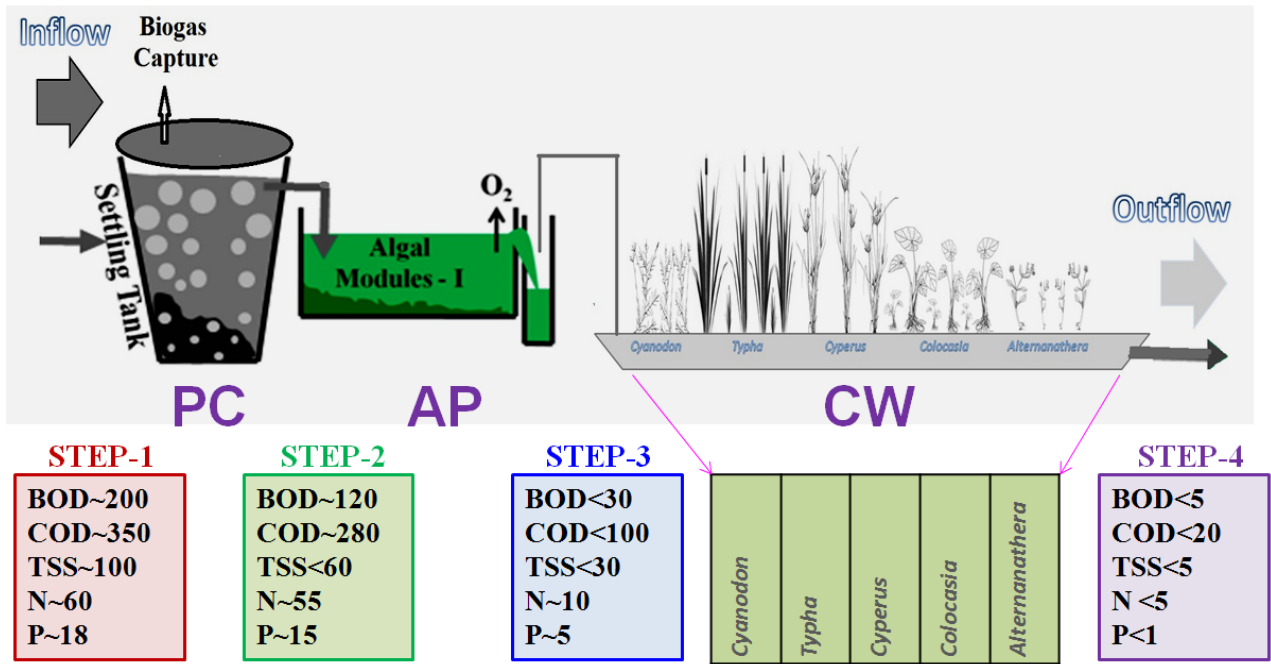 Inflow
Biogas
Capture
Settling Tank
O2
Algal
Modules - I
Outflow
Cyanodon
Typha
Cyperus
Colocasia
Alternanathera
PC
AP
CW
STEP-1
BOD~200
COD~350
TSS~100
N~60
P~18
STEP-2
BOD~120
COD~280
TSS<60
N~55
P~15
STEP-3
BOD<30
COD<100
TSS<30
N~10
P~5
Cyanodon
Typha
Cyperus
Colocasia
Alternanathera
STEP-4
BOD<5
COD<20
TSS<5
N <5
P<1